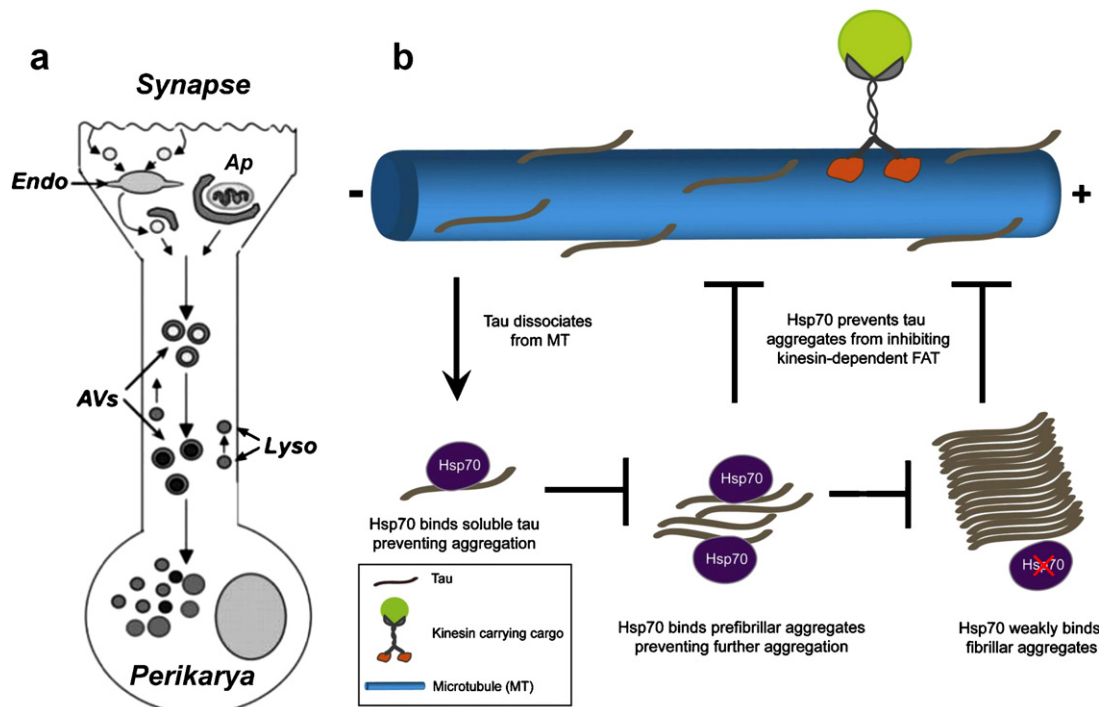 a
Synapse
Ap
Endo
AVs
Lyso
Perikarya
b
-
+
Tau dissociates
from MT
Hsp70 prevents tau
aggregates from inhibiting
kinesin-dependent FAT
Hsp70
Hsp70 binds soluble tau
preventing aggregation
Hsp70
Hsp70
Hsp70 binds prefibrillar aggregates
preventing further aggregation
Hsp70
Hsp70 weakly binds
fibrillar aggregates
Tau
Kinesin carrying cargo
Microtubule (MT)